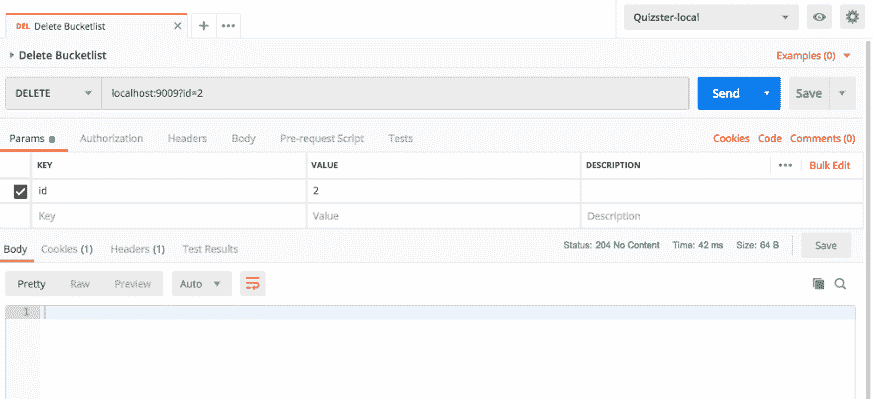 DEL Delete Bucketlist × + ••• Quizster-local
Delete Bucketlist Examples (0)
DELETE localhost:9009?id=2 Send Save
Params Authorization Headers Body Pre-request Script Tests Cookies Code Comments (0)
KEY VALUE DESCRIPTION ••• Bulk Edit
id 2
Key Value Description
Body Cookies (1) Headers (1) Test Results Status: 204 No Content Time: 42 ms Size: 64 B Save
Pretty Raw Preview Auto
1